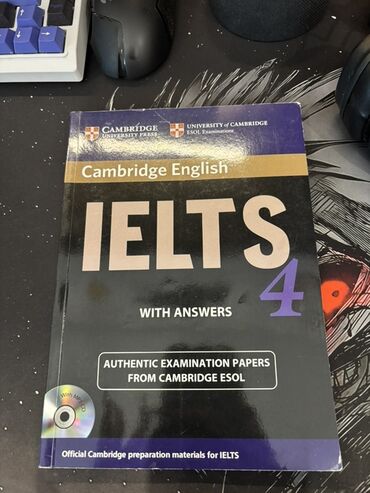 CAMBRIDGE
UNIVERSITY PRESS
UNIVERSITY of CAMBRIDGE
ESOL Examinations
Cambridge English
IELTS
4
WITH ANSWERS
AUTHENTIC EXAMINATION PAPERS
FROM CAMBRIDGE ESOL
Official Cambridge preparation materials for IELTS